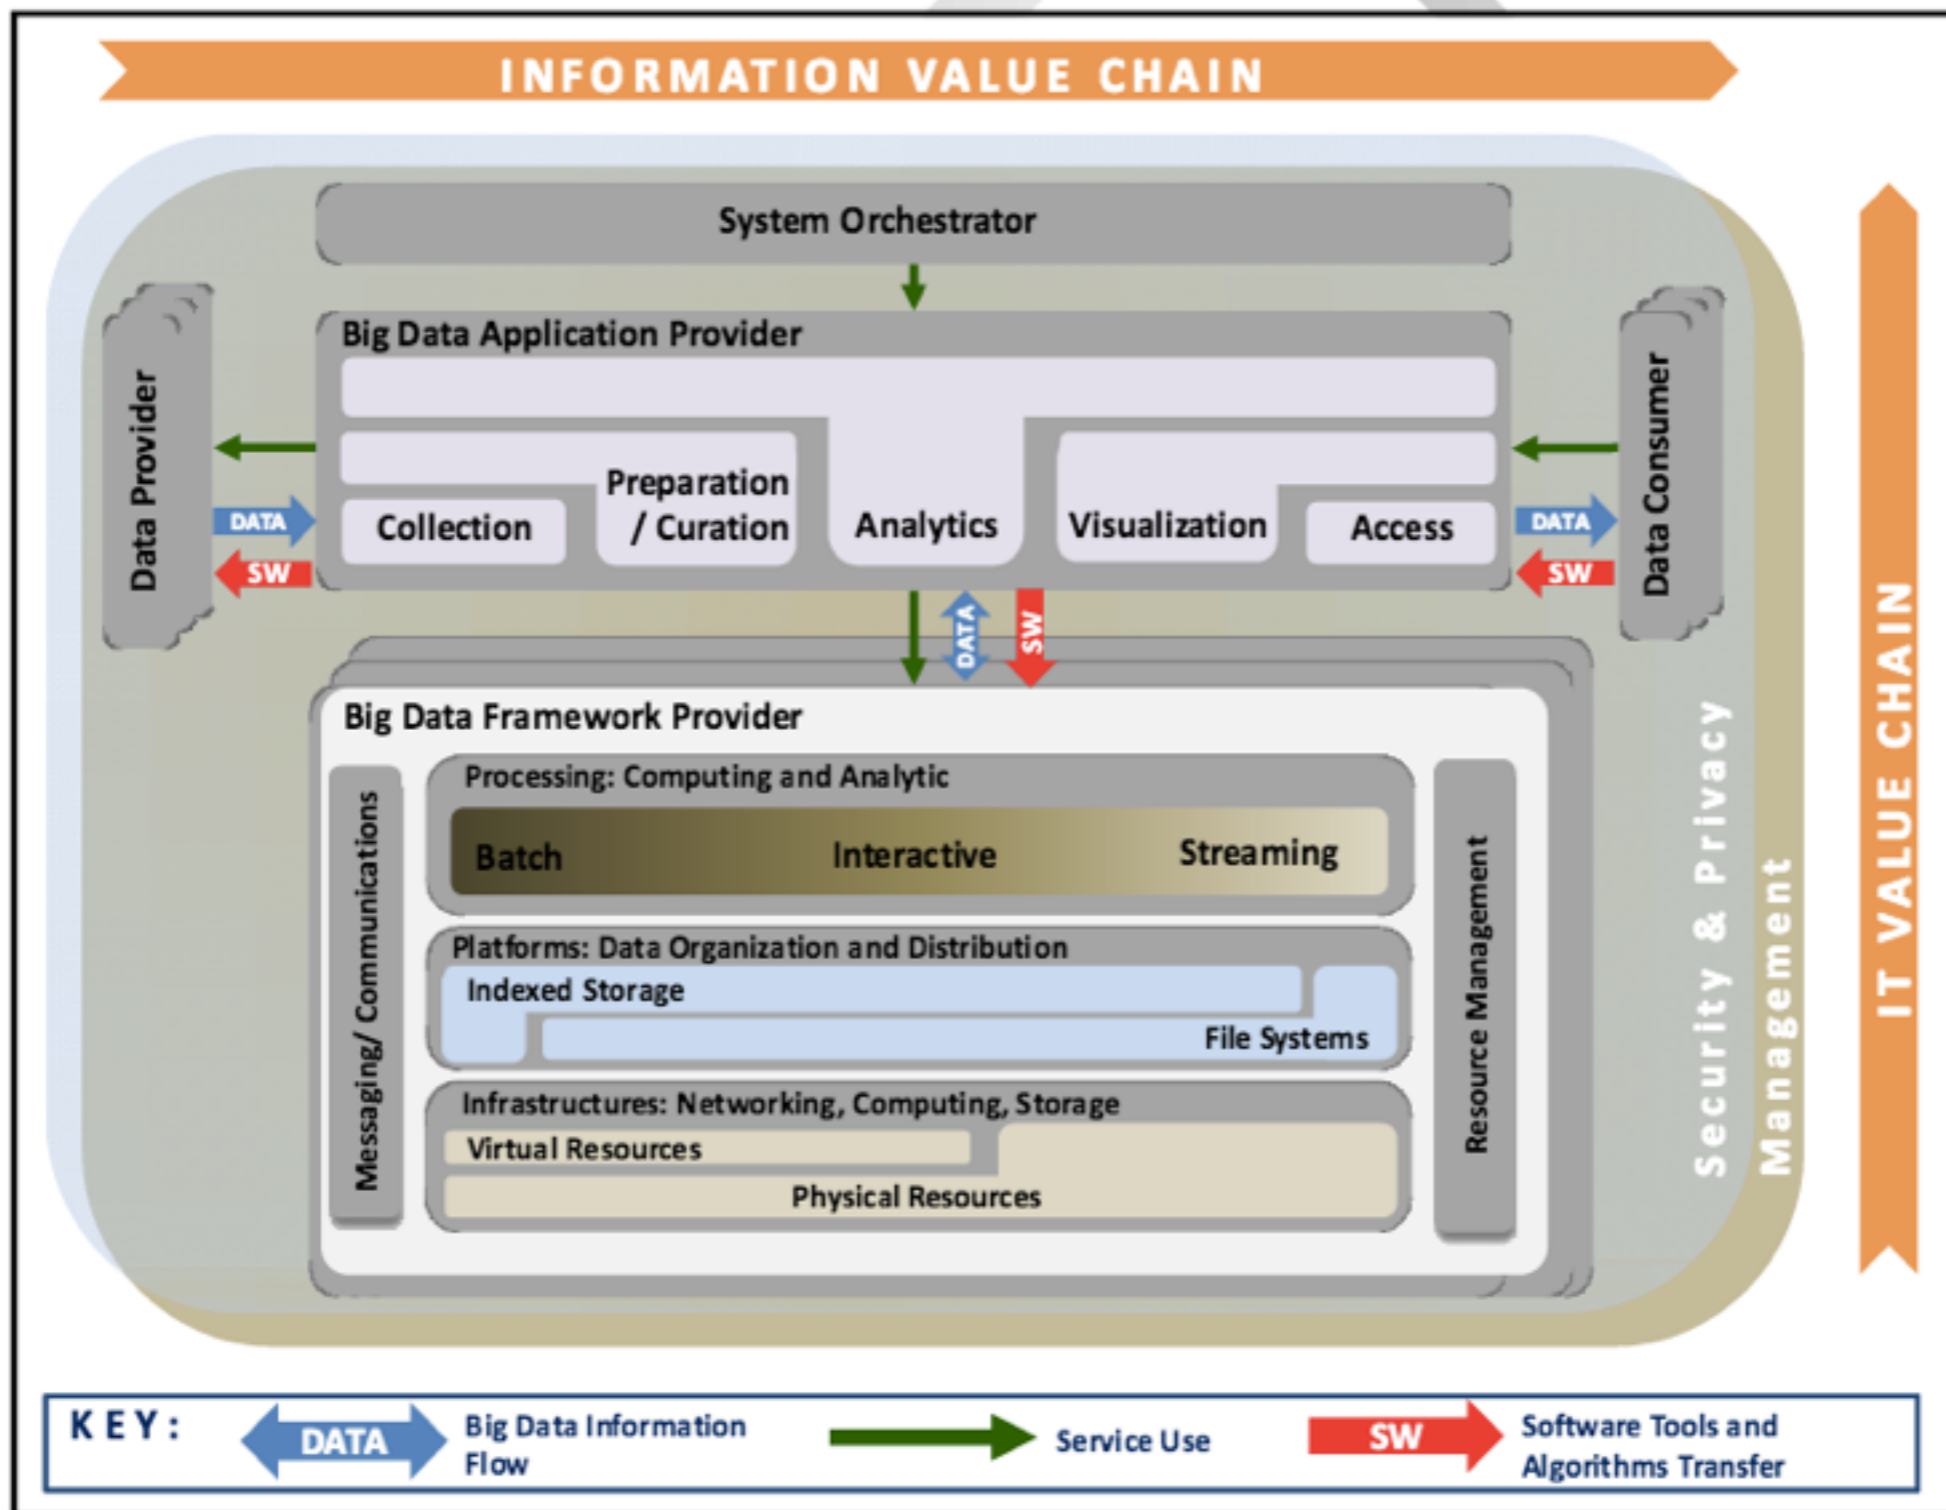 INFORMATION VALUE CHAIN
System Orchestrator
Big Data Application Provider
Data Provider
Preparation
Collection
/ Curation
Analytics
Visualization
Access
Data Consumer
DATA
SW
DATA
SW
DATA
SW
Big Data Framework Provider
Messaging/ Communications
Processing: Computing and Analytic
Batch
Interactive
Streaming
Platforms: Data Organization and Distribution
Indexed Storage
File Systems
Infrastructures: Networking, Computing, Storage
Virtual Resources
Physical Resources
Resource Management
Security & Privacy
Management
IT VALUE CHAIN
KEY:
DATA
Big Data Information
Flow
Service Use
SW
Software Tools and
Algorithms Transfer